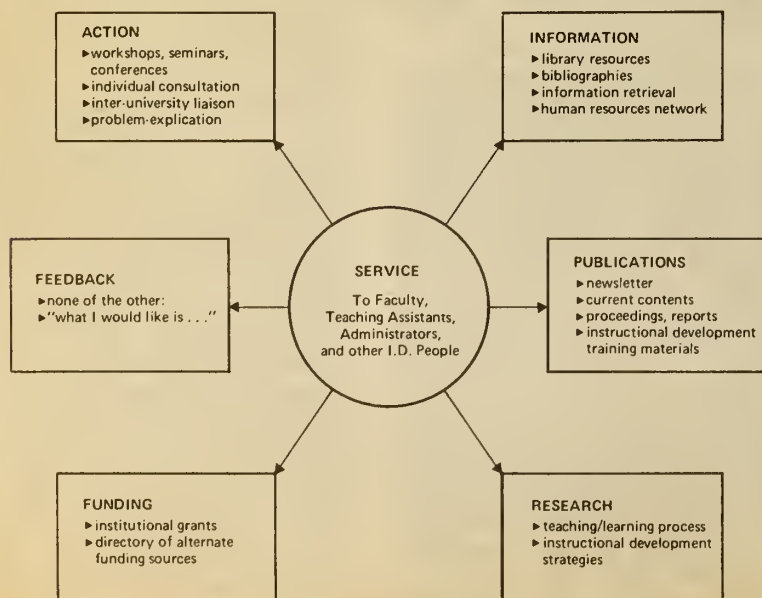 ACTION
▸workshops, seminars,
conferences
▸individual consultation
▸inter-university liaison
▸problem-explication
INFORMATION
▸library resources
▸bibliographies
▸information retrieval
▸human resources network
FEEDBACK
▸none of the other:
▸"what I would like is . . ."
SERVICE
To Faculty,
Teaching Assistants,
Administrators,
and other I.D. People
PUBLICATIONS
▸newsletter
▸current contents
▸proceedings, reports
▸instructional development
training materials
FUNDING
▸institutional grants
▸directory of alternate
funding sources
RESEARCH
▸teaching/learning process
▸instructional development
strategies